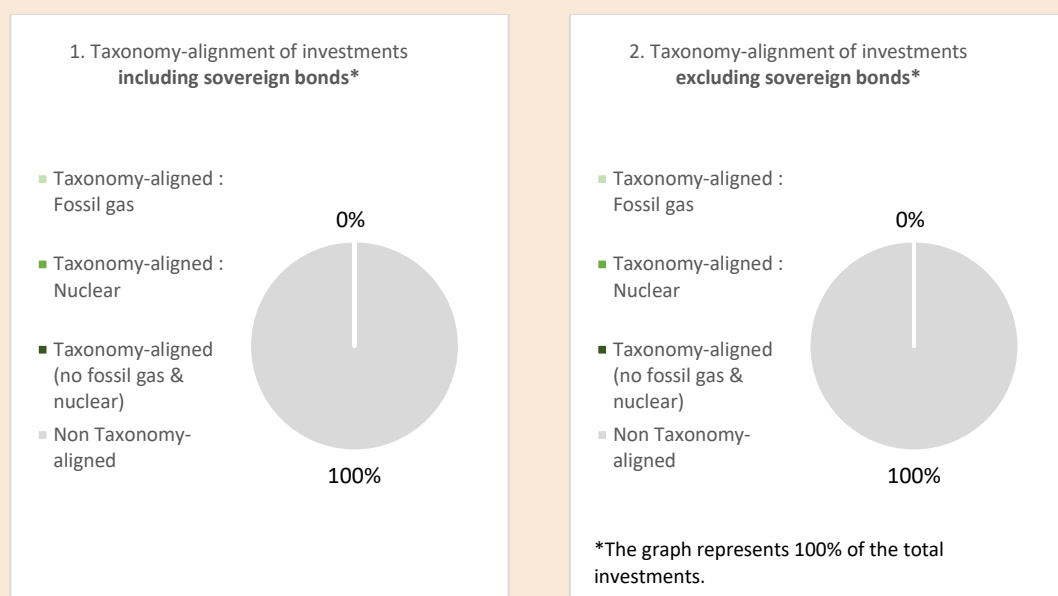 1. Taxonomy-alignment of investments
including sovereign bonds*
Taxonomy-aligned :
Fossil gas
Taxonomy-aligned :
Nuclear
Taxonomy-aligned
(no fossil gas &
nuclear)
Non Taxonomy-
aligned
0%
100%
2. Taxonomy-alignment of investments
excluding sovereign bonds*
Taxonomy-aligned :
Fossil gas
Taxonomy-aligned :
Nuclear
Taxonomy-aligned
(no fossil gas &
nuclear)
Non Taxonomy-
aligned
0%
100%
*The graph represents 100% of the total
investments.